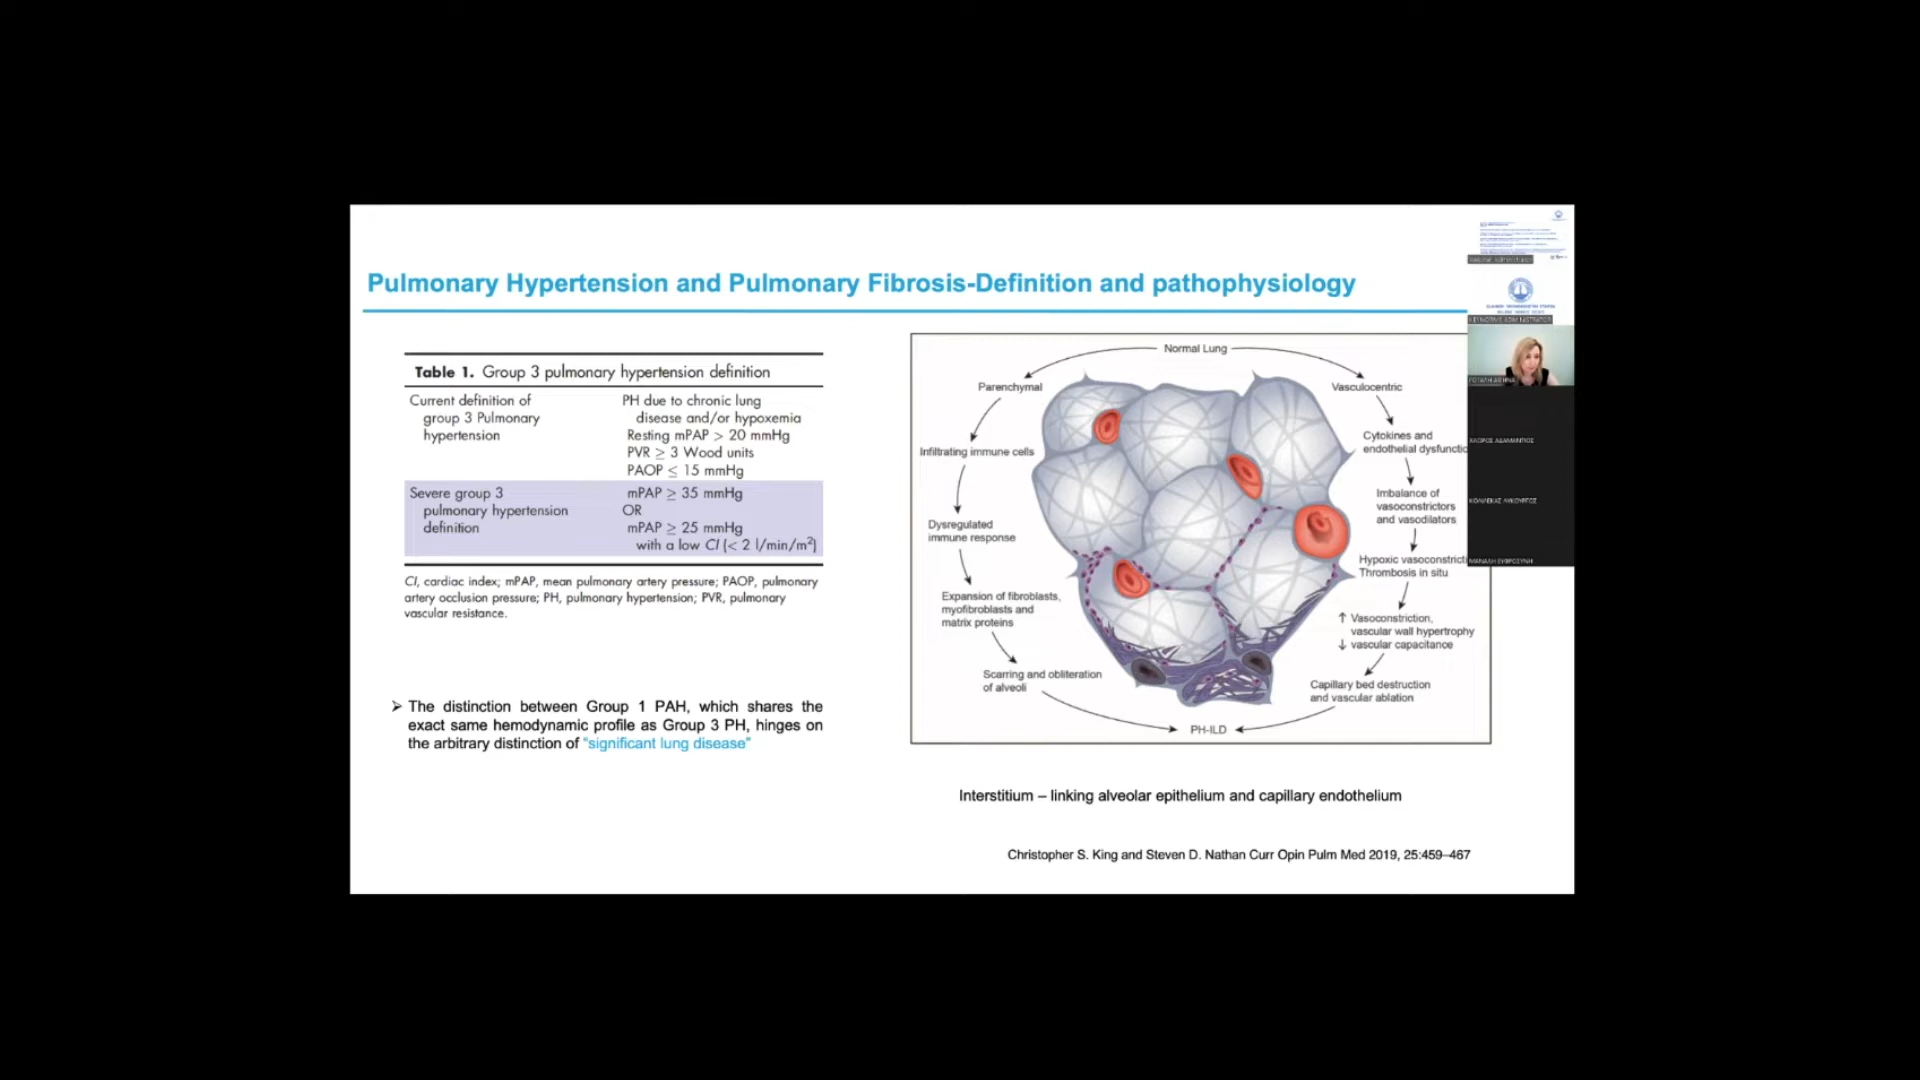 Pulmonary Hypertension and Pulmonary Fibrosis-Definition and pathophysiology
Table 1. Group 3 pulmonary hypertension definition
Current definition of
group 3 Pulmonary
hypertension
PH due to chronic lung
disease and/or hypoxemia
Resting mPAP > 20 mmHg
PVR ≥ 3 Wood units
PAOP ≤ 15 mmHg
Severe group 3
pulmonary hypertension
definition
mPAP ≥ 35 mmHg
OR
mPAP ≥ 25 mmHg
with a low CI (< 2 l/min/m²)
CI, cardiac index; mPAP, mean pulmonary artery pressure; PAOP, pulmonary
artery occlusion pressure; PH, pulmonary hypertension; PVR, pulmonary
vascular resistance.
➢ The distinction between Group 1 PAH, which shares the
exact same hemodynamic profile as Group 3 PH, hinges on
the arbitrary distinction of “significant lung disease”
Normal Lung
Parenchymal
Infiltrating immune cells
Dysregulated
immune response
Expansion of fibroblasts,
myofibroblasts and
matrix proteins
Scarring and obliteration
of alveoli
Vasculocentric
Cytokines and
endothelial dysfunctio
Imbalance of
vasoconstrictors
and vasodilators
Hypoxic vasoconstricti
Thrombosis in situ
↑ Vasoconstriction,
vascular wall hypertrophy
↓ vascular capacitance
Capillary bed destruction
and vascular ablation
PH-ILD
Interstitium – linking alveolar epithelium and capillary endothelium
Christopher S. King and Steven D. Nathan Curr Opin Pulm Med 2019, 25:459–467